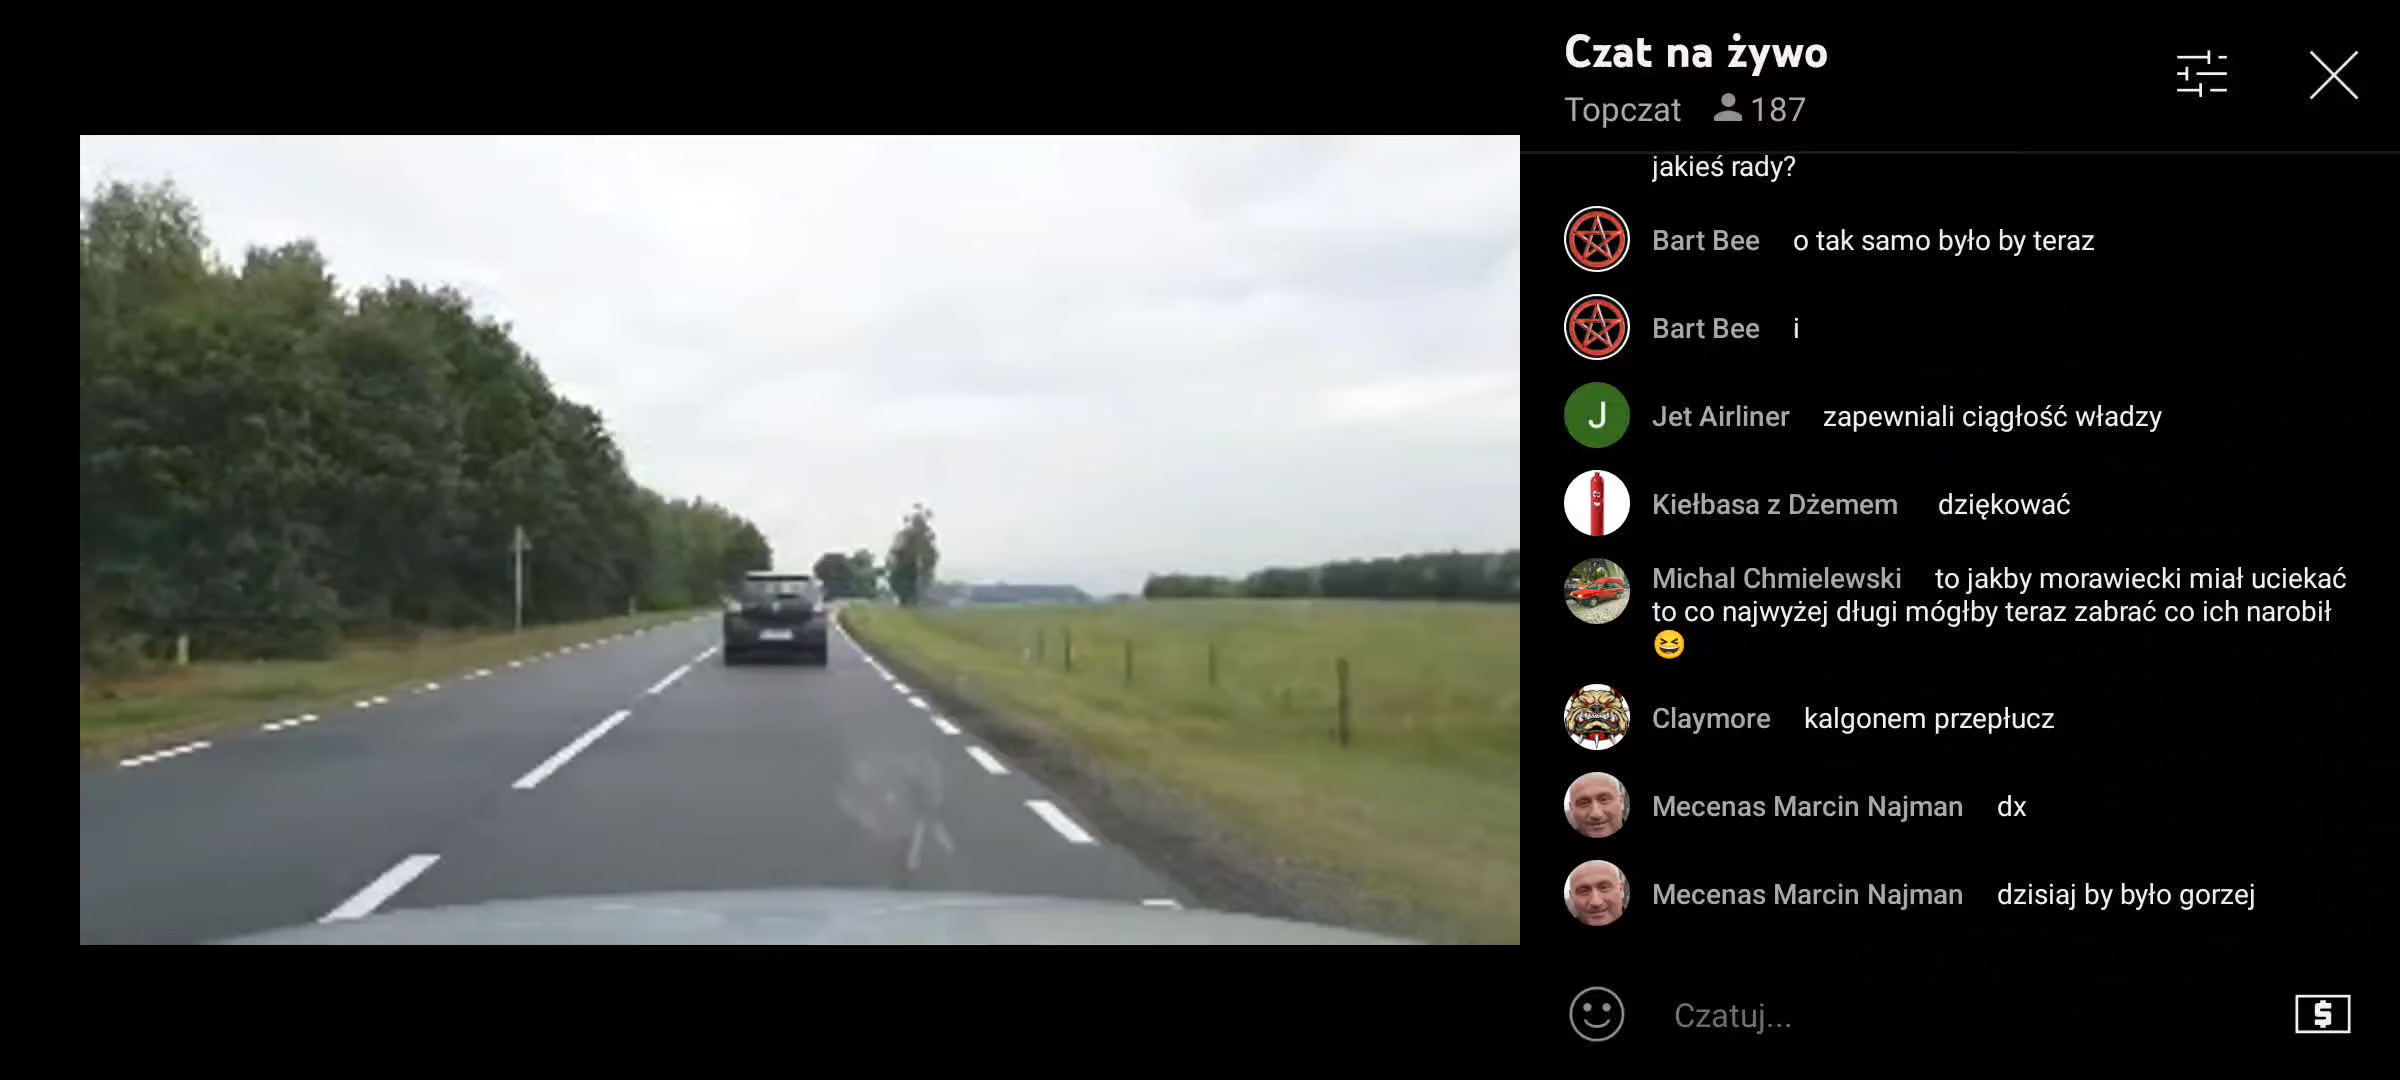 Czat na żywo
Topczat 187
jakieś rady?
Bart Bee o tak samo było by teraz
Bart Bee i
J Jet Airliner zapewniali ciągłość władzy
Kiełbasa z Dżemem dziękować
Michal Chmielewski to jakby morawiecki miał uciekać
to co najwyżej długi mógłby teraz zabrać co ich narobił
😆
Claymore kalgonem przepłucz
Mecenas Marcin Najman dx
Mecenas Marcin Najman dzisiaj by było gorzej
Czatuj... $